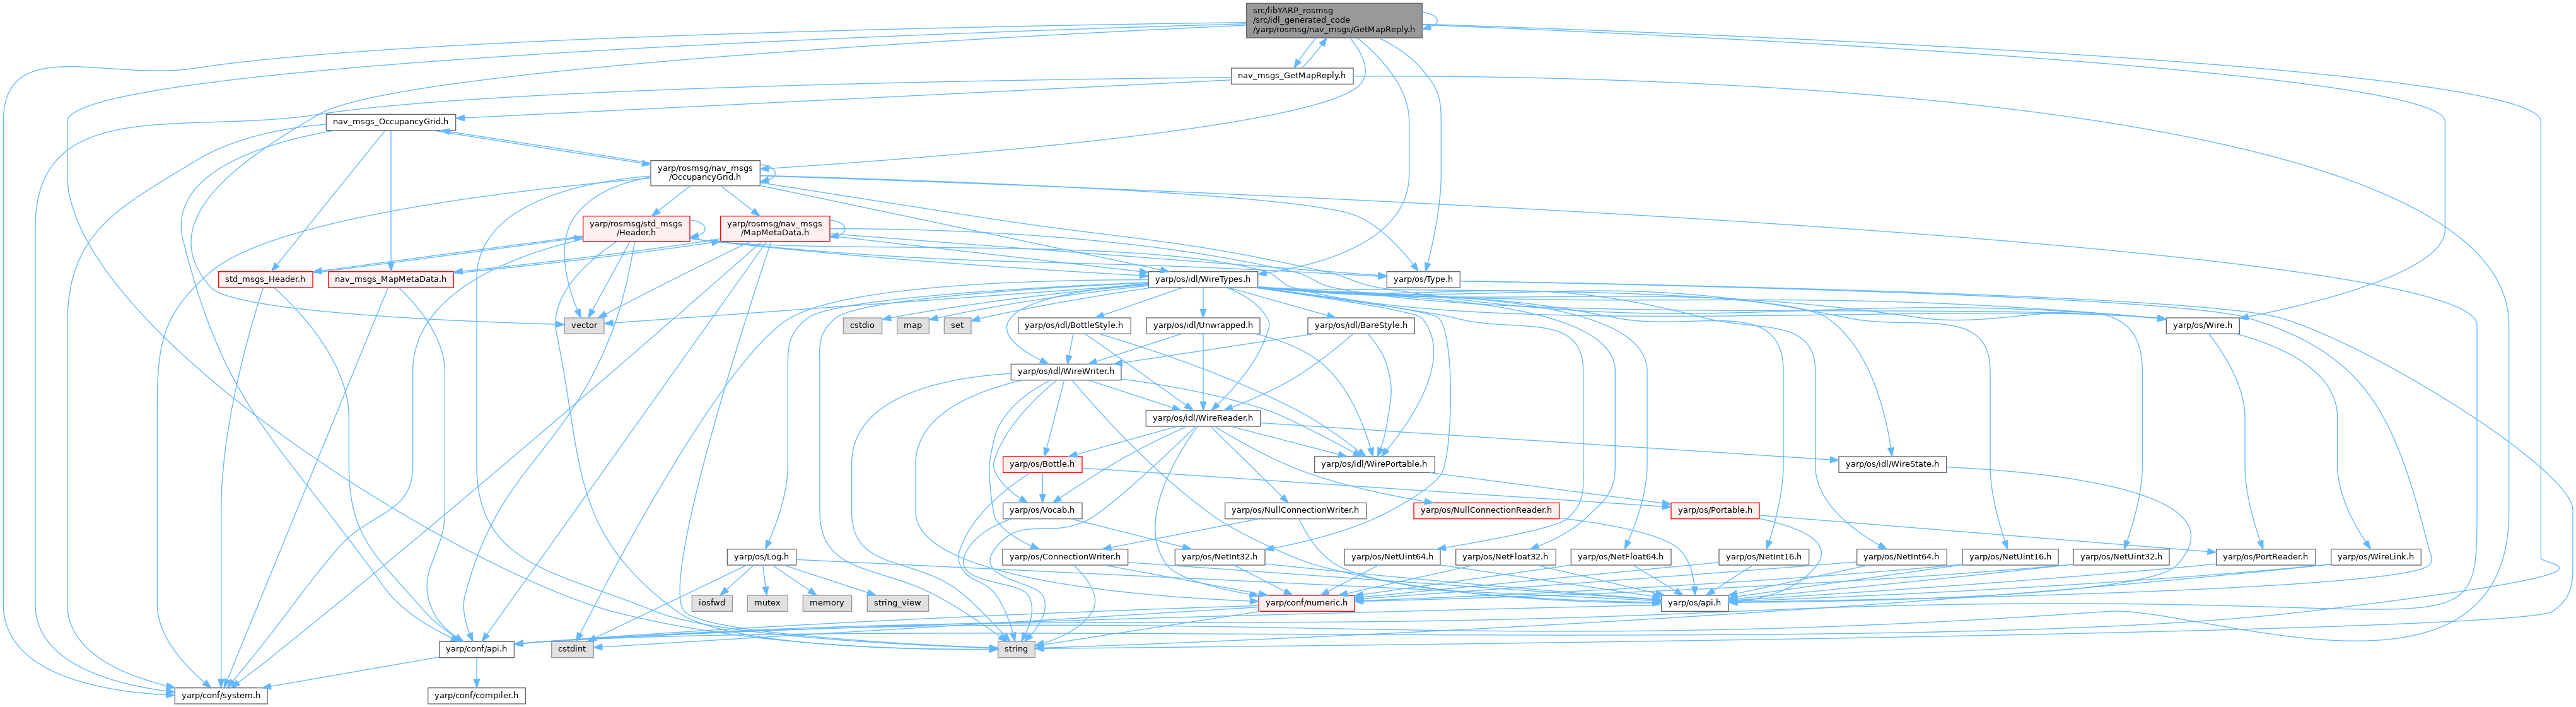 src/libYARP_rosmsg
/src/idl_generated_code
/yarp/rosmsg/nav_msgs/GetMapReply.h
nav_msgs_GetMapReply.h
nav_msgs_OccupancyGrid.h
yarp/rosmsg/nav_msgs
/OccupancyGrid.h
yarp/rosmsg/std_msgs
/Header.h
yarp/rosmsg/nav_msgs
/MapMetaData.h
std_msgs_Header.h
nav_msgs_MapMetaData.h
yarp/os/idl/WireTypes.h
yarp/os/Type.h
vector
cstdio
map
set
yarp/os/idl/BottleStyle.h
yarp/os/idl/Unwrapped.h
yarp/os/idl/BareStyle.h
yarp/os/Wire.h
yarp/os/idl/WireWriter.h
yarp/os/idl/WireReader.h
yarp/os/Bottle.h
yarp/os/idl/WirePortable.h
yarp/os/idl/WireState.h
yarp/os/Vocab.h
yarp/os/NullConnectionWriter.h
yarp/os/NullConnectionReader.h
yarp/os/Portable.h
yarp/os/Log.h
yarp/os/ConnectionWriter.h
yarp/os/NetInt32.h
yarp/os/NetUint64.h
yarp/os/NetFloat32.h
yarp/os/NetFloat64.h
yarp/os/NetInt16.h
yarp/os/NetInt64.h
yarp/os/NetUint16.h
yarp/os/NetUint32.h
yarp/os/PortReader.h
yarp/os/WireLink.h
iosfwd
mutex
memory
string_view
yarp/conf/numeric.h
yarp/os/api.h
yarp/conf/api.h
cstdint
string
yarp/conf/system.h
yarp/conf/compiler.h